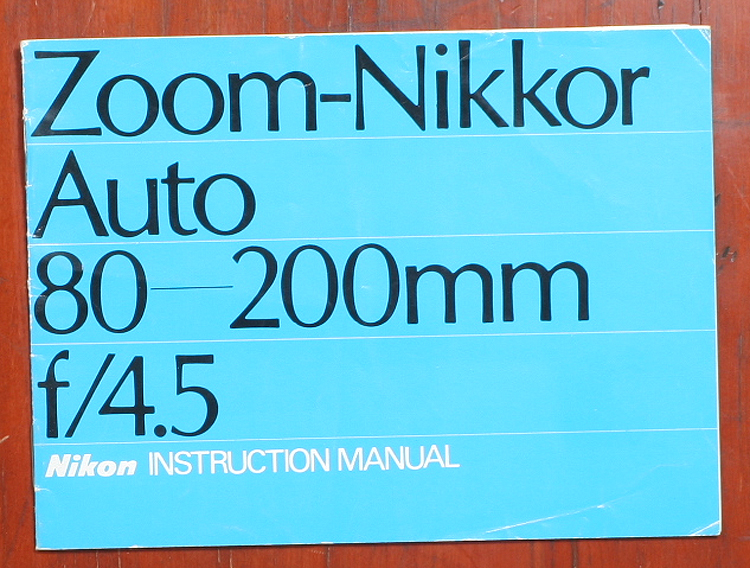 Zoom-Nikkor
Auto
80—200mm
f/4.5
Nikon INSTRUCTION MANUAL